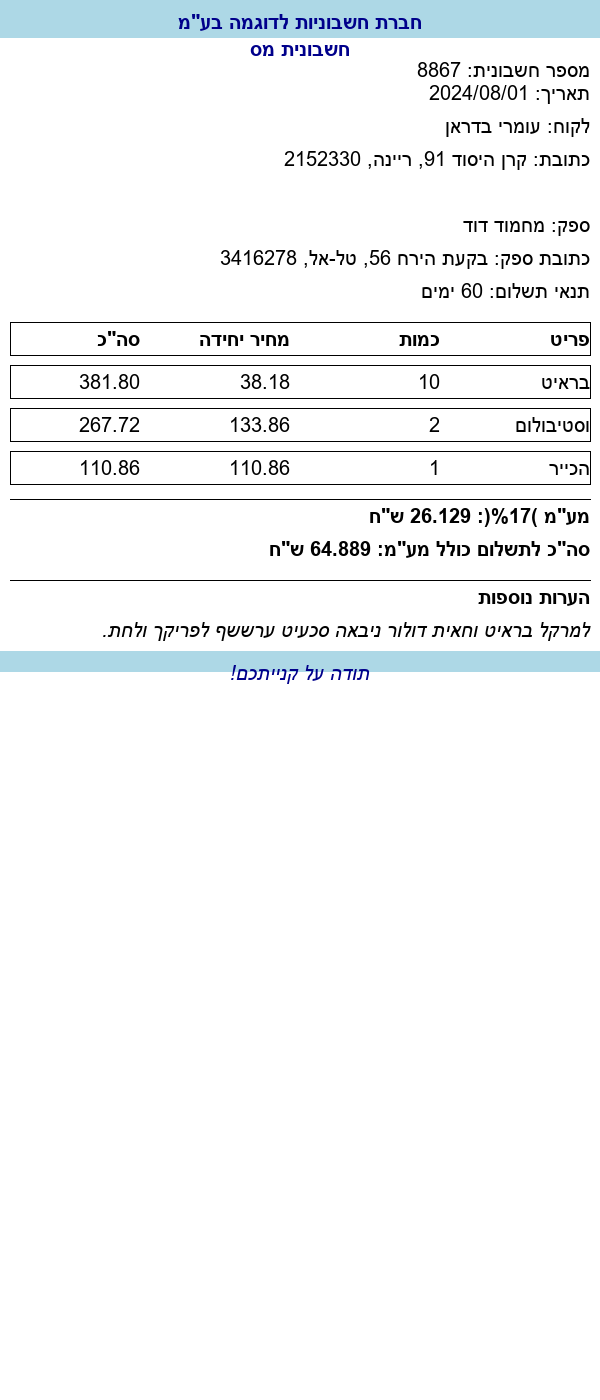 חברת חשבוניות לדוגמה בע"מ
חשבונית מס
מספר חשבונית: 8867
תאריך: 2024/08/01
לקוח: עומרי בדראן
כתובת: קרן היסוד 91, ריינה, 2152330
ספק: מחמוד דוד
כתובת ספק: בקעת הירח 56, טל-אל, 3416278
תנאי תשלום: 60 ימים
פריט כמות מחיר יחידה סה"כ
בראיט 10 38.18 381.80
וסטיבולום 2 133.86 267.72
הכייר 1 110.86 110.86
מע"מ )17%(: 26.129 ש"ח
סה"כ לתשלום כולל מע"מ: 64.889 ש"ח
הערות נוספות
למרקל בראיט וחאית דולור ניבאה סכעיט ערששף לפריקך ולחת.
תודה על קנייתכם!